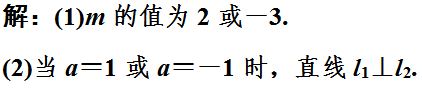 解：(1)m 的值为 2 或－3.
(2)当 a＝1 或 a＝－1 时，直线 l₁⊥l₂.